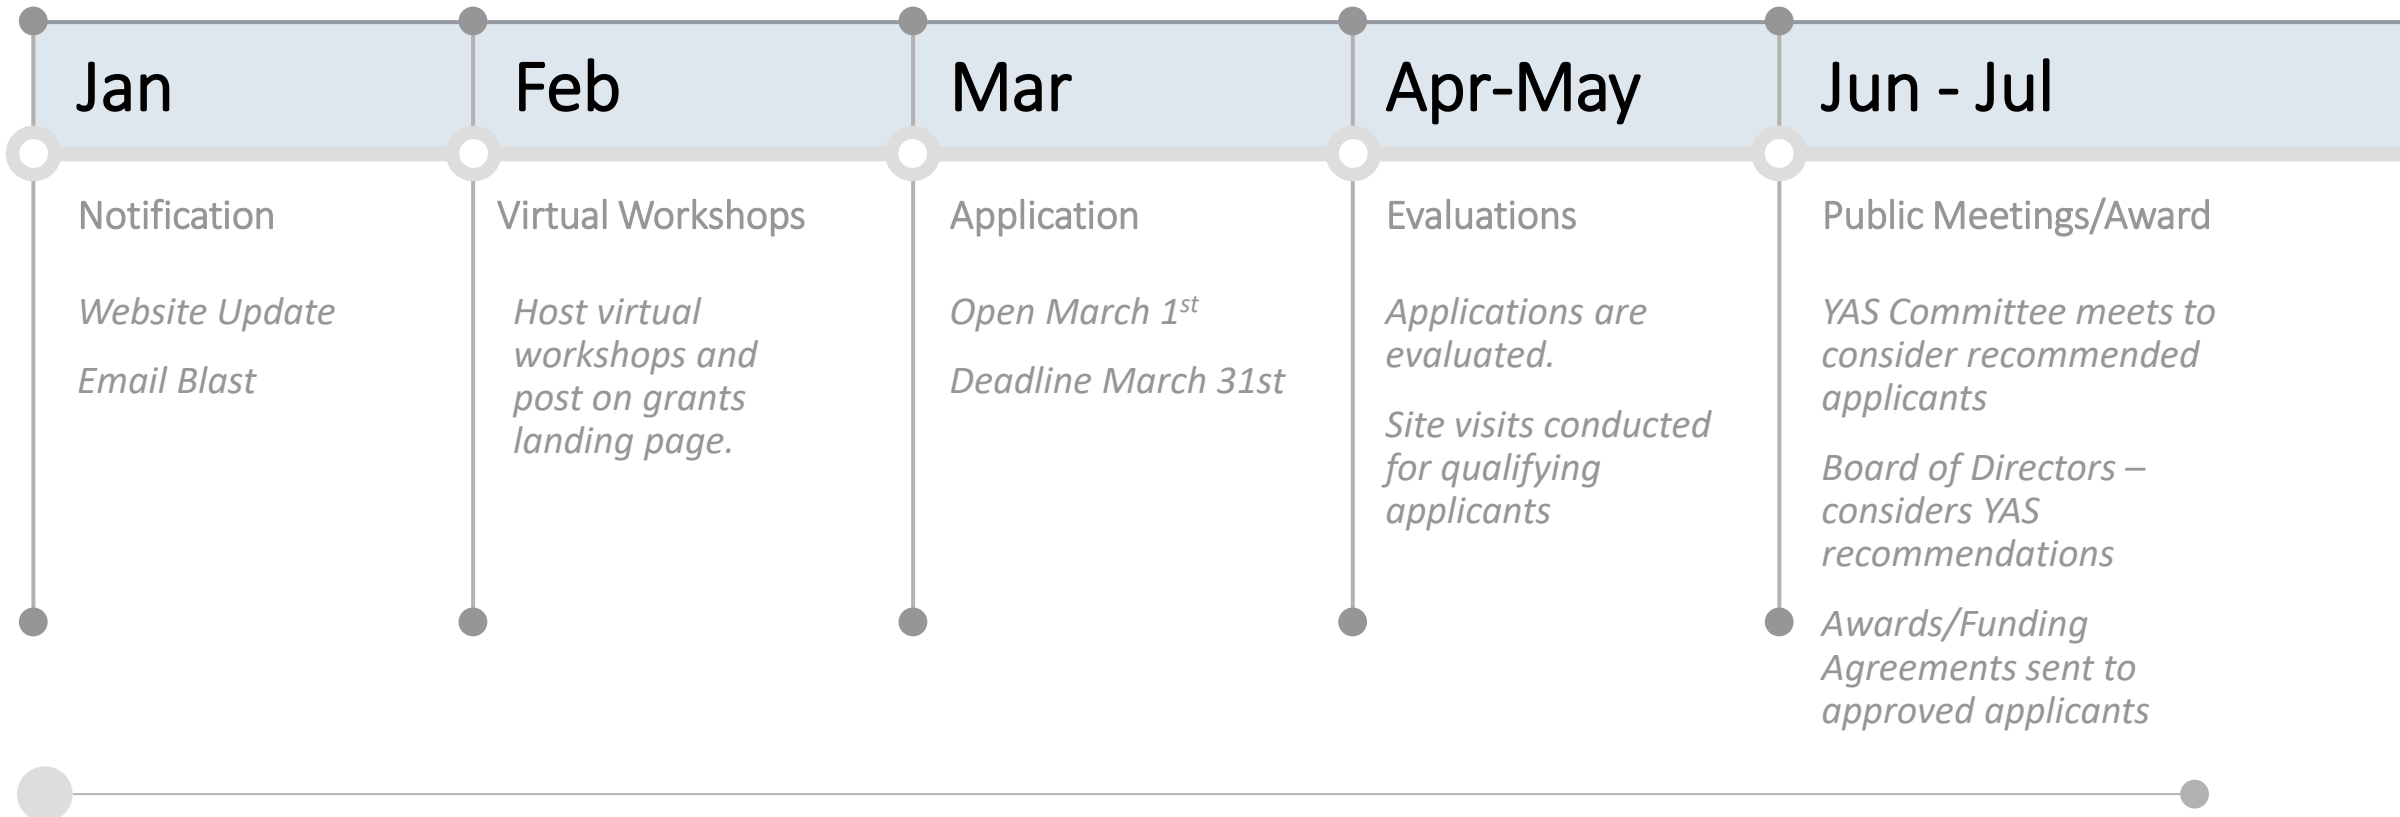 Jan
Feb
Mar
Apr-May
Jun - Jul
Notification
Virtual Workshops
Application
Evaluations
Public Meetings/Award
Website Update
Email Blast
Host virtual
workshops and
post on grants
landing page.
Open March 1st
Deadline March 31st
Applications are
evaluated.
Site visits conducted
for qualifying
applicants
YAS Committee meets to
consider recommended
applicants
Board of Directors –
considers YAS
recommendations
Awards/Funding
Agreements sent to
approved applicants